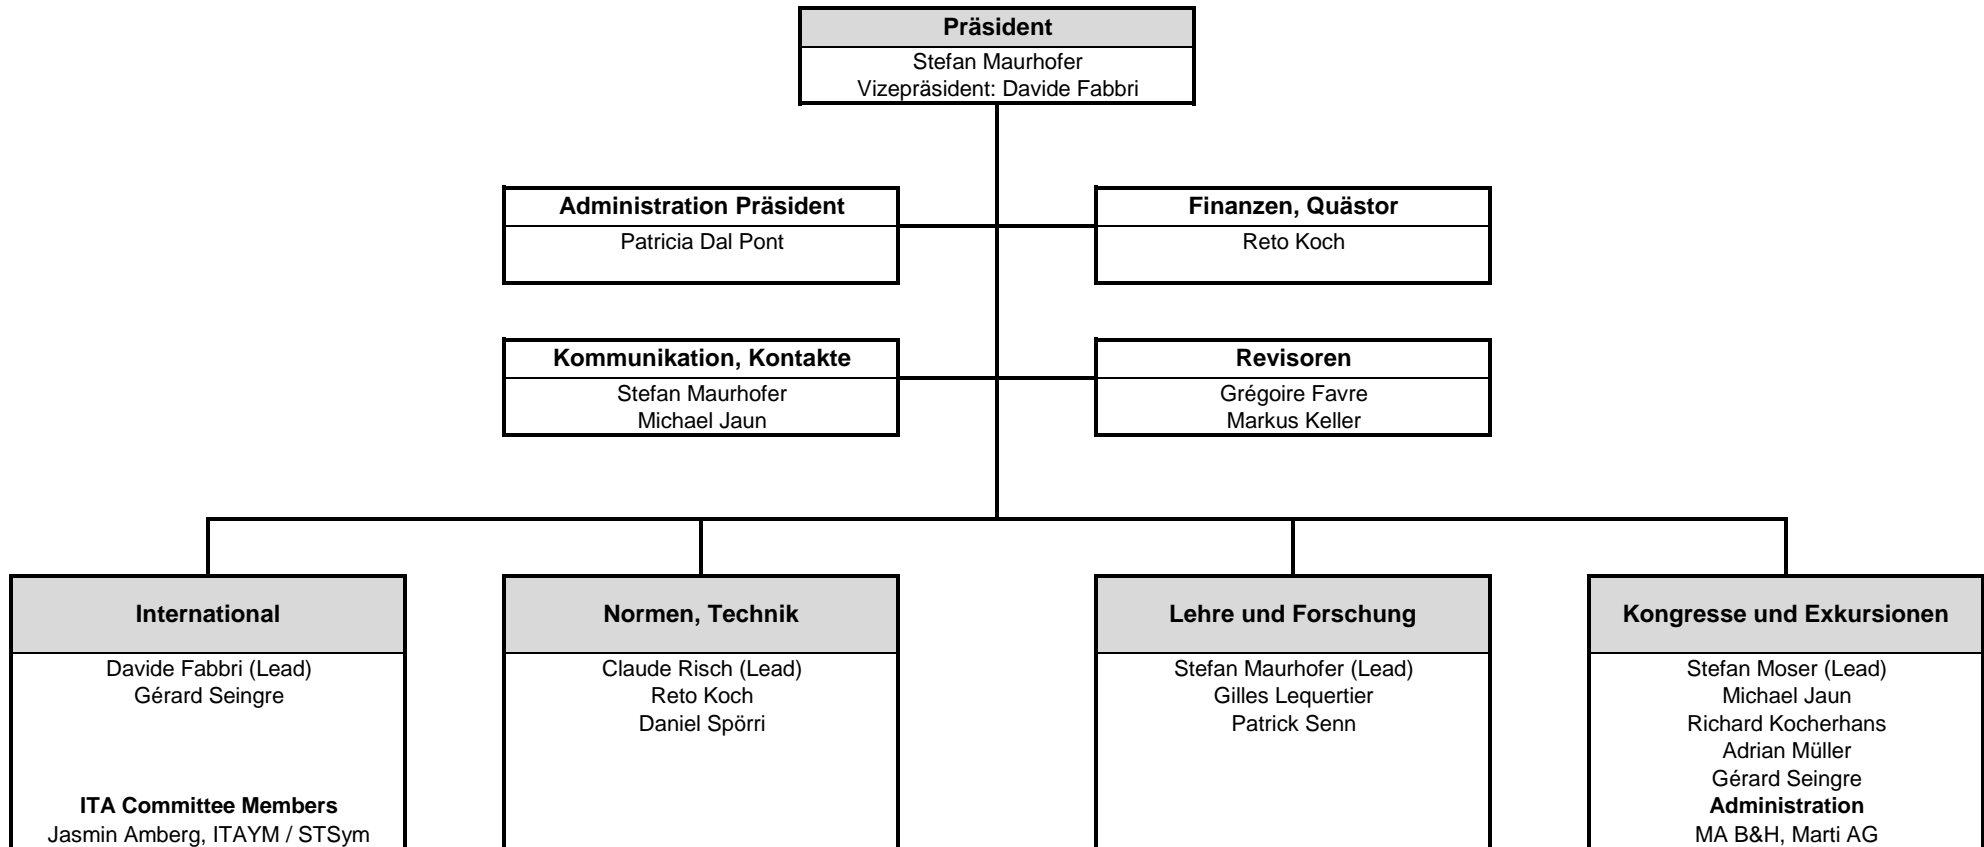 Präsident
Stefan Maurhofer
Vizepräsident: Davide Fabbri
Administration Präsident
Patricia Dal Pont
Finanzen, Quästor
Reto Koch
Kommunikation, Kontakte
Stefan Maurhofer
Michael Jaun
Revisoren
Grégoire Favre
Markus Keller
International
Davide Fabbri (Lead)
Gérard Seingre
ITA Committee Members
Jasmin Amberg, ITAYM / STSym
Normen, Technik
Claude Risch (Lead)
Reto Koch
Daniel Spörri
Lehre und Forschung
Stefan Maurhofer (Lead)
Gilles Lequertier
Patrick Senn
Kongresse und Exkursionen
Stefan Moser (Lead)
Michael Jaun
Richard Kocherhans
Adrian Müller
Gérard Seingre
Administration
MA B&H, Marti AG